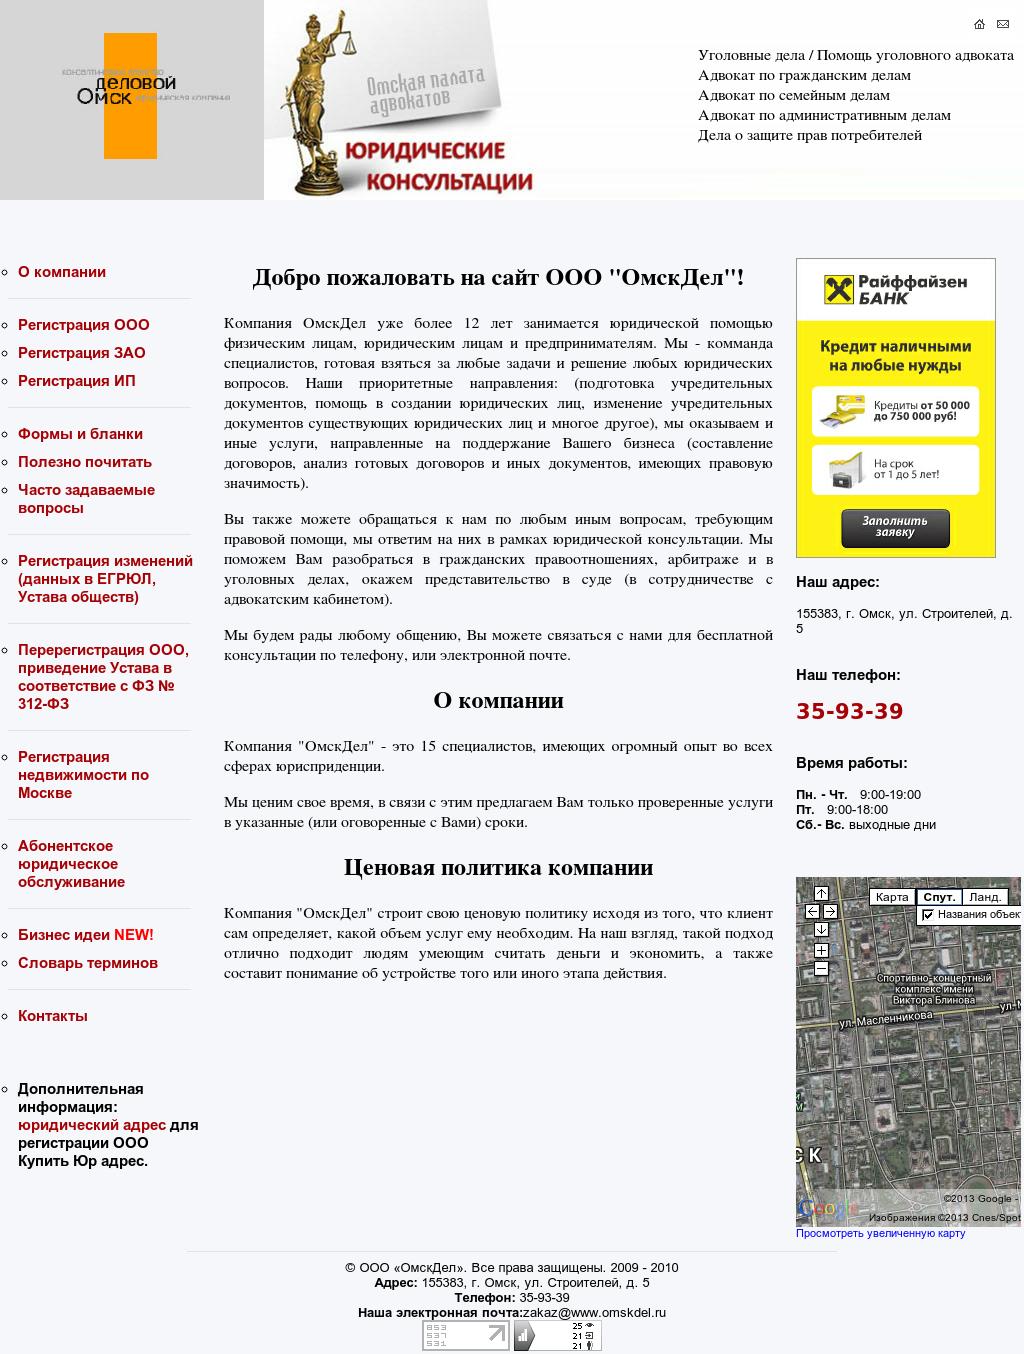 деловой
Омск
Омская палата
адвокатов
ЮРИДИЧЕСКИЕ
КОНСУЛЬТАЦИИ
Уголовные дела / Помощь уголовного адвоката
Адвокат по гражданским делам
Адвокат по семейным делам
Адвокат по административным делам
Дела о защите прав потребителей
О компании
Регистрация ООО
Регистрация ЗАО
Регистрация ИП
Формы и бланки
Полезно почитать
Часто задаваемые
вопросы
Регистрация изменений
(данных в ЕГРЮЛ,
Устава обществ)
Перерегистрация ООО,
приведение Устава в
соответствие с ФЗ №
312-ФЗ
Регистрация
недвижимости по
Москве
Абонентское
юридическое
обслуживание
Бизнес идеи NEW!
Словарь терминов
Контакты
Дополнительная
информация:
юридический адрес для
регистрации ООО
Купить Юр адрес.
Добро пожаловать на сайт ООО "ОмскДел"!
Компания ОмскДел уже более 12 лет занимается юридической помощью
физическим лицам, юридическим лицам и предпринимателям. Мы - комманда
специалистов, готовая взяться за любые задачи и решение любых юридических
вопросов. Наши приоритетные направления: (подготовка учредительных
документов, помощь в создании юридических лиц, изменение учредительных
документов существующих юридических лиц и многое другое), мы оказываем и
иные услуги, направленные на поддержание Вашего бизнеса (составление
договоров, анализ готовых договоров и иных документов, имеющих правовую
значимость).
Вы также можете обращаться к нам по любым иным вопросам, требующим
правовой помощи, мы ответим на них в рамках юридической консультации. Мы
поможем Вам разобраться в гражданских правоотношениях, арбитраже и в
уголовных делах, окажем представительство в суде (в сотрудничестве с
адвокатским кабинетом).
Мы будем рады любому общению, Вы можете связаться с нами для бесплатной
консультации по телефону, или электронной почте.
О компании
Компания "ОмскДел" - это 15 специалистов, имеющих огромный опыт во всех
сферах юрисприденции.
Мы ценим свое время, в связи с этим предлагаем Вам только проверенные услуги
в указанные (или оговоренные с Вами) сроки.
Ценовая политика компании
Компания "ОмскДел" строит свою ценовую политику исходя из того, что клиент
сам определяет, какой объем услуг ему необходим. На наш взгляд, такой подход
отлично подходит людям умеющим считать деньги и экономить, а также
составит понимание об устройстве того или иного этапа действия.
Райффайзен
БАНК
Кредит наличными
на любые нужды
Кредиты от 50 000
до 750 000 руб!
На срок
от 1 до 5 лет!
Заполнить
заявку
Наш адрес:
155383, г. Омск, ул. Строителей, д.
5
Наш телефон:
35-93-39
Время работы:
Пн. - Чт. 9:00-19:00
Пт. 9:00-18:00
Сб.- Вс. выходные дни
Карта Спут. Ланд.
Названия объек
Спортивно-концертный
комплекс имени
Виктора Блинова
ул. Масленникова
ул. М
СК
©2013 Google -
Google
Изображения ©2013 Cnes/Spot
Просмотреть увеличенную карту
© ООО «ОмскДел». Все права защищены. 2009 - 2010
Адрес: 155383, г. Омск, ул. Строителей, д. 5
Телефон: 35-93-39
Наша электронная почта:zakaz@www.omskdel.ru
853
537
531
25
21
21